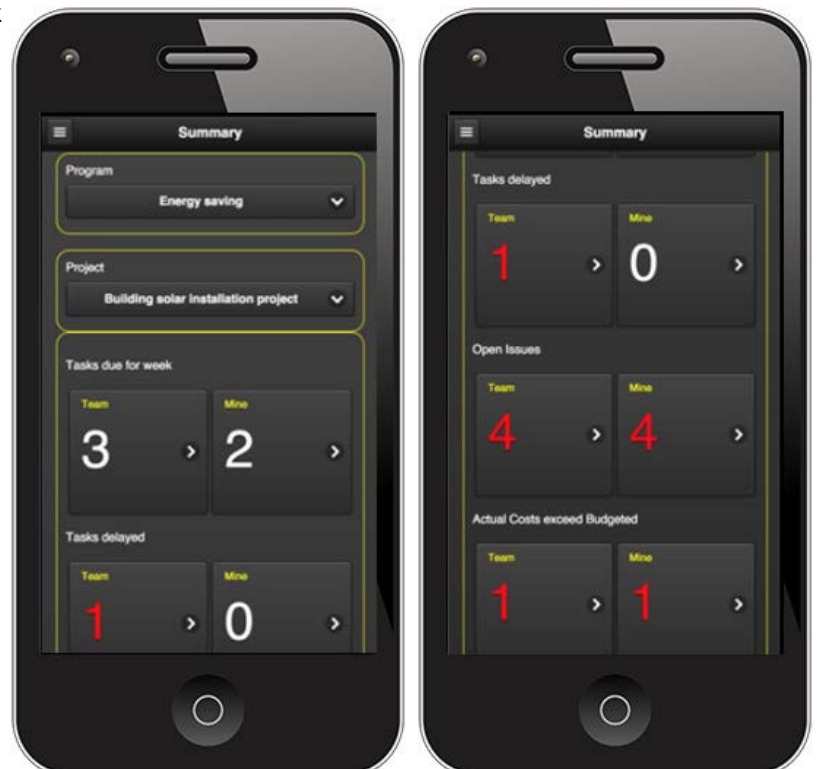 Summary
Program
Energy saving
Project
Building solar installation project
Tasks due for week
Team Mine
3 2
Tasks delayed
Team Mine
1 0
Summary
Tasks delayed
Team Mine
1 0
Open Issues
Team Mine
4 4
Actual Costs exceed Budgeted
Team Mine
1 1